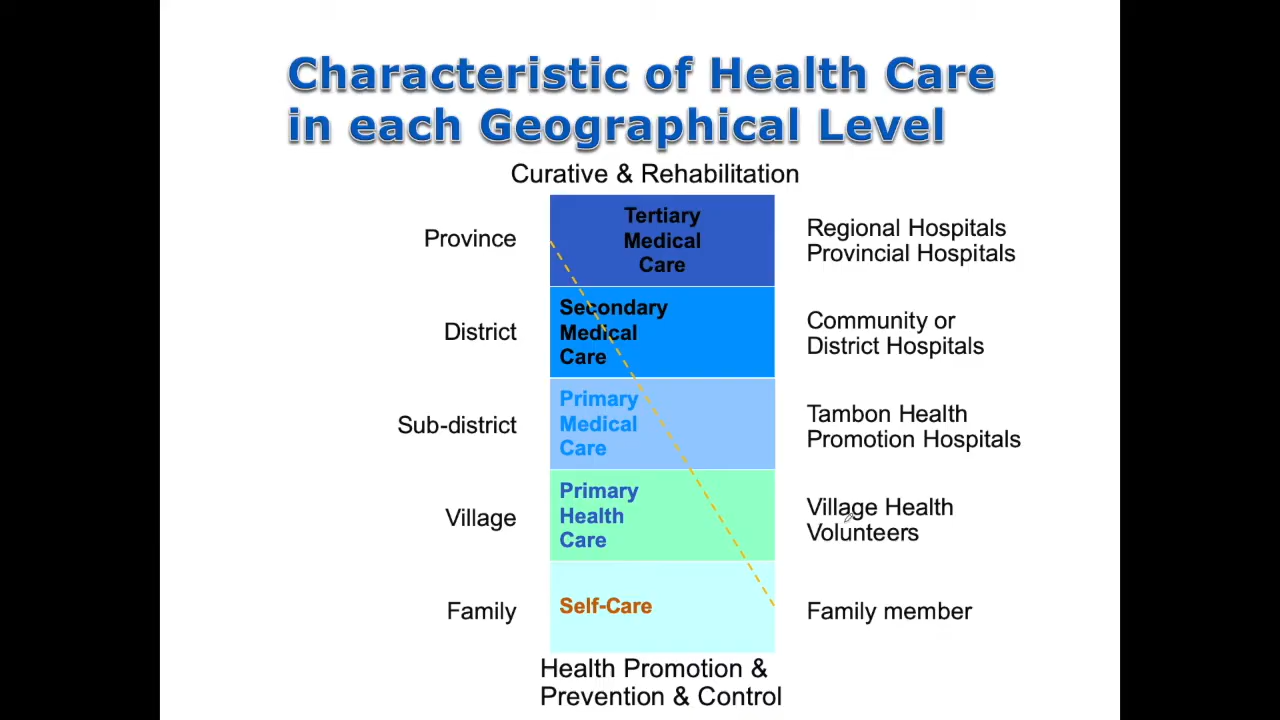 Characteristic of Health Care
in each Geographical Level
Curative & Rehabilitation
Province
Tertiary
Medical
Care
Regional Hospitals
Provincial Hospitals
District
Secondary
Medical
Care
Community or
District Hospitals
Sub-district
Primary
Medical
Care
Tambon Health
Promotion Hospitals
Village
Primary
Health
Care
Village Health
Volunteers
Family
Self-Care
Family member
Health Promotion &
Prevention & Control